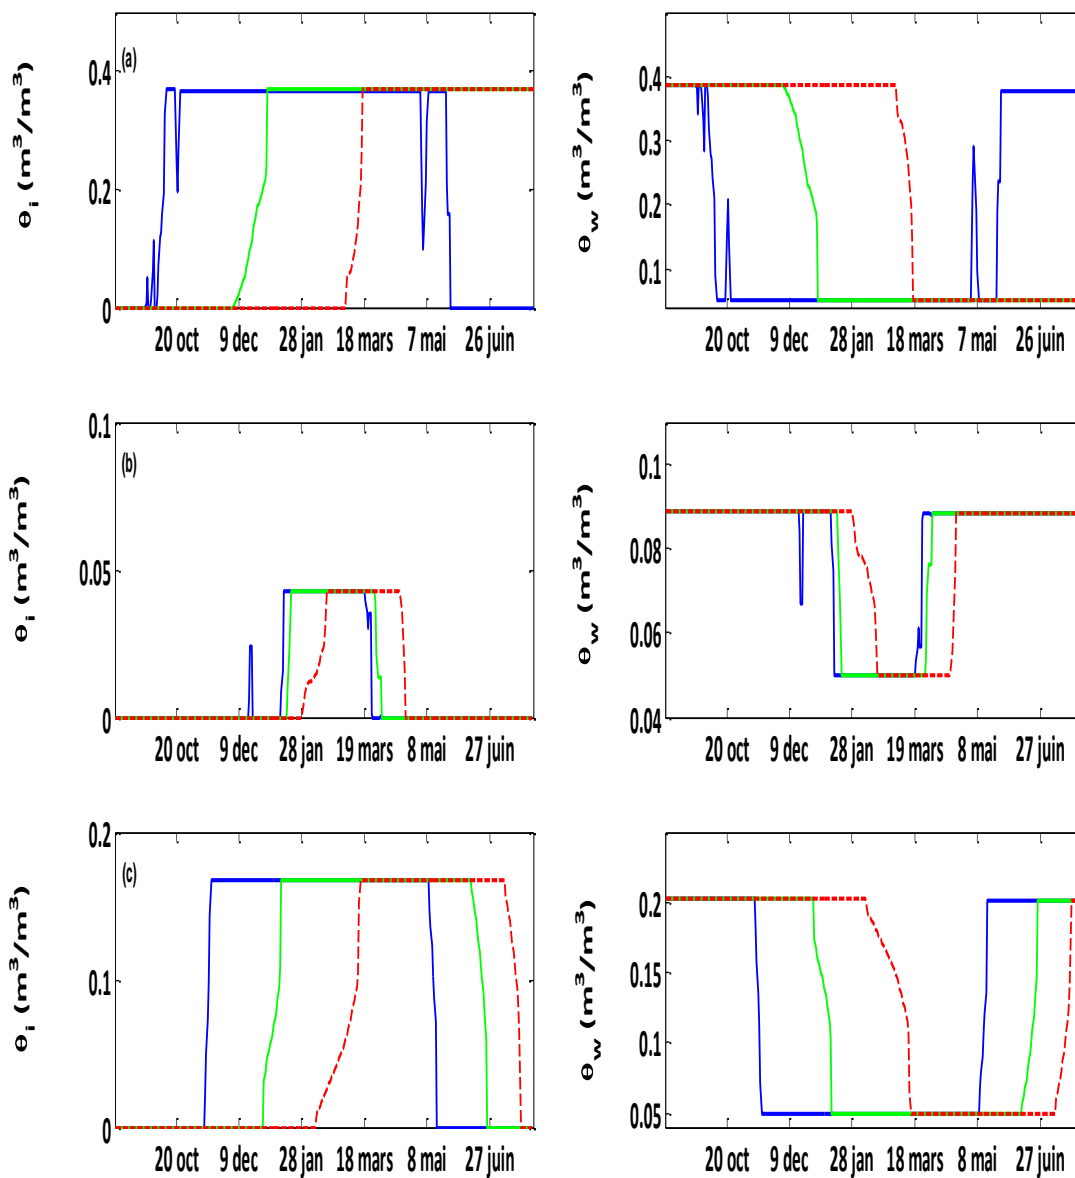 (a)
θi (m3/m3)
0.4
0.2
0
20 oct 9 dec 28 jan 18 mars 7 mai 26 juin
θw (m3/m3)
0.4
0.3
0.2
0.1
20 oct 9 dec 28 jan 18 mars 7 mai 26 juin
(b)
θi (m3/m3)
0.1
0.05
0
20 oct 9 dec 28 jan 19 mars 8 mai 27 juin
θw (m3/m3)
0.1
0.08
0.06
0.04
20 oct 9 dec 28 jan 19 mars 8 mai 27 juin
(c)
θi (m3/m3)
0.2
0.1
0
20 oct 9 dec 28 jan 18 mars 8 mai 27 juin
θw (m3/m3)
0.2
0.15
0.1
0.05
20 oct 9 dec 28 jan 19 mars 8 mai 27 juin